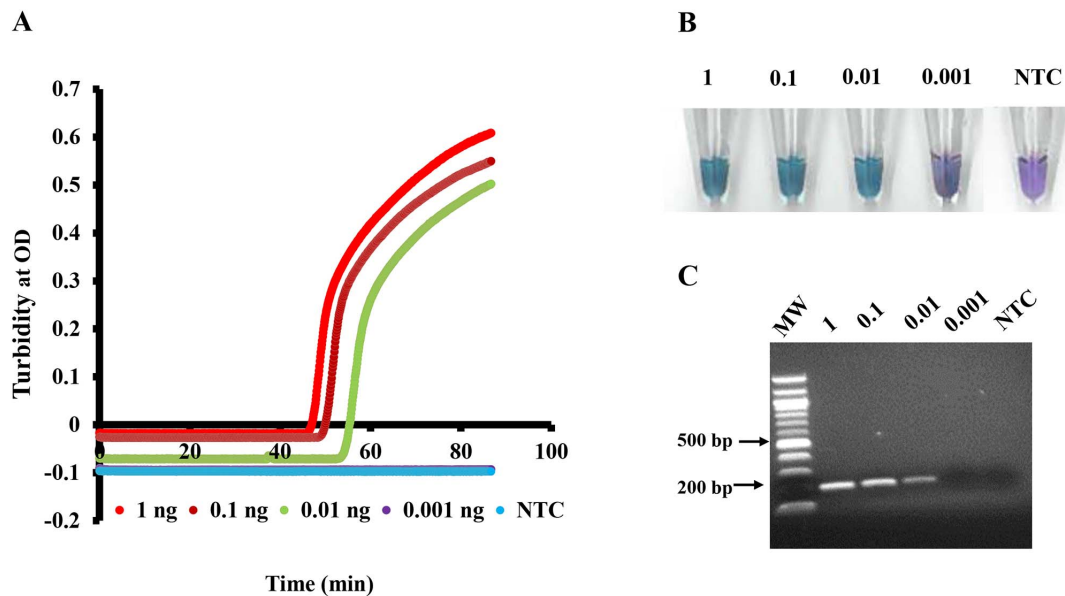 A
0.7
0.6
0.5
0.4
0.3
0.2
0.1
0
-0.1
-0.2
Turbidity at OD
0 20 40 60 80 100
1 ng 0.1 ng 0.01 ng 0.001 ng NTC
Time (min)
B
1 0.1 0.01 0.001 NTC
C
MW 1 0.1 0.01 0.001 NTC
500 bp
200 bp